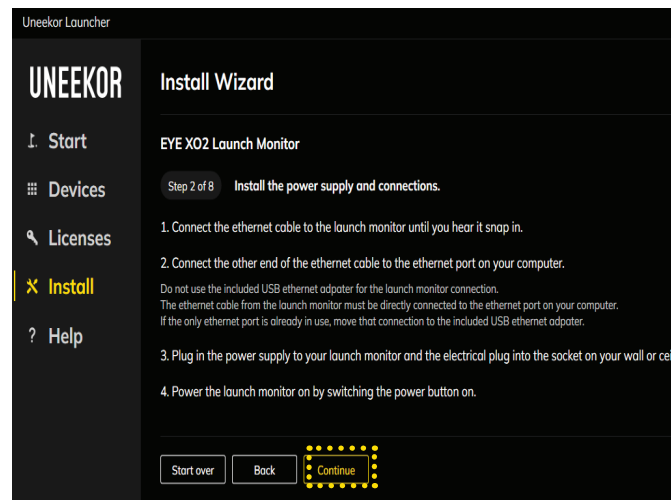 Uneekor Launcher
UNEEKOR
Start
Devices
Licenses
Install
? Help
Install Wizard
EYE XO2 Launch Monitor
Step 2 of 8 Install the power supply and connections.
1. Connect the ethernet cable to the launch monitor until you hear it snap in.
2. Connect the other end of the ethernet cable to the ethernet port on your computer.
Do not use the included USB ethernet adpater for the launch monitor connection.
The ethernet cable from the launch monitor must be directly connected to the ethernet port on your computer.
If the only ethernet port is already in use, move that connection to the included USB ethernet adpater.
3. Plug in the power supply to your launch monitor and the electrical plug into the socket on your wall or cei
4. Power the launch monitor on by switching the power button on.
Start over Back Continue